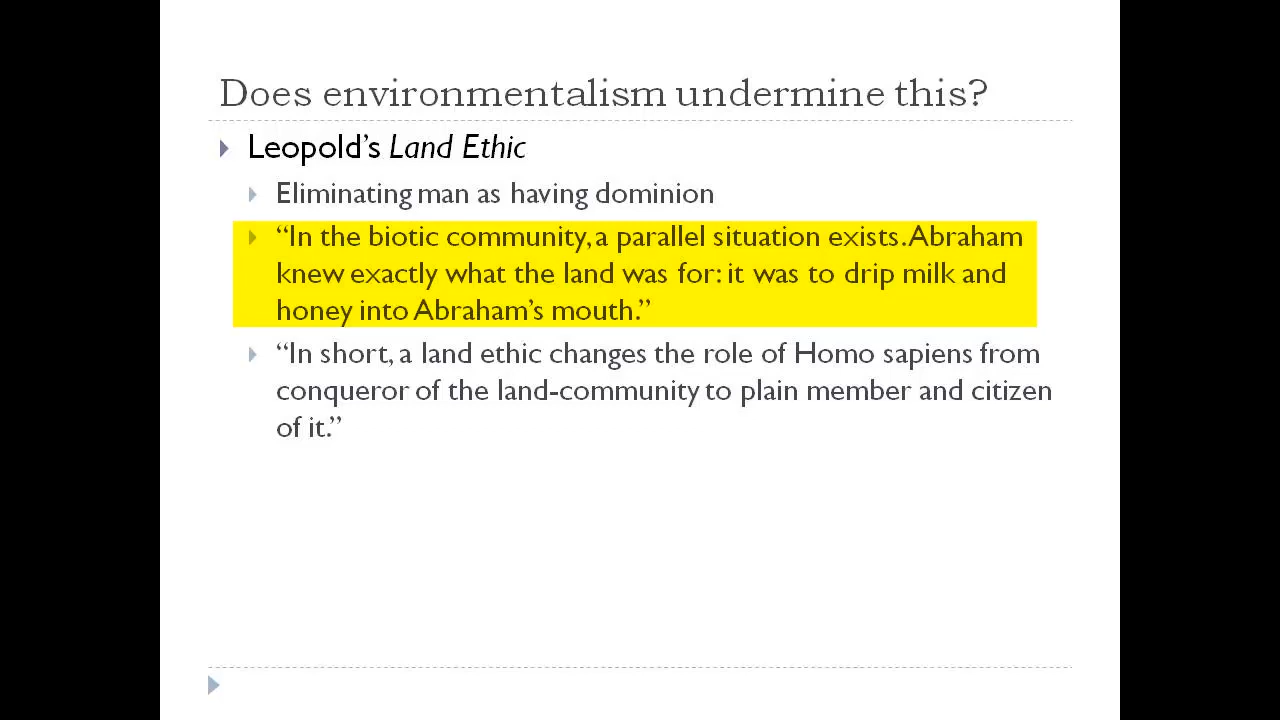 Does environmentalism undermine this?
Leopold’s Land Ethic
Eliminating man as having dominion
“In the biotic community, a parallel situation exists. Abraham
knew exactly what the land was for: it was to drip milk and
honey into Abraham’s mouth.”
“In short, a land ethic changes the role of Homo sapiens from
conqueror of the land-community to plain member and citizen
of it.”